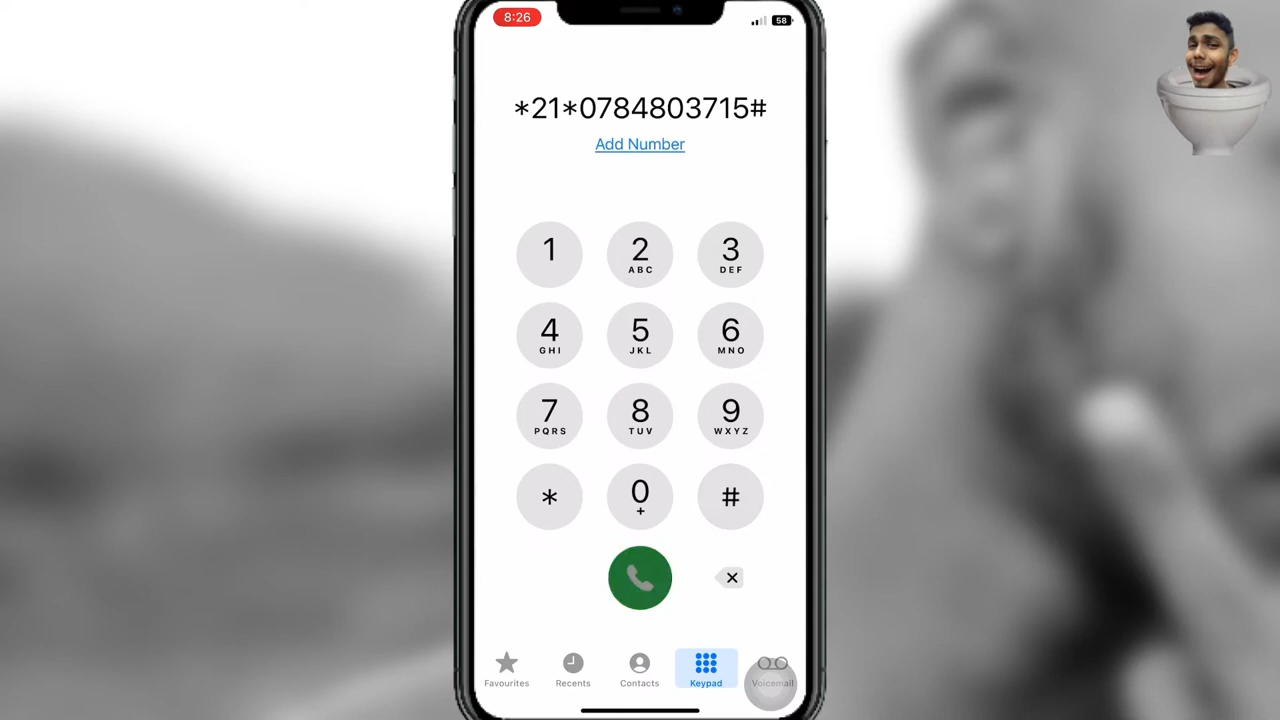 8:26
58
*21*0784803715#
Add Number
1
2
ABC
3
DEF
4
GHI
5
JKL
6
MNO
7
PQRS
8
TUV
9
WXYZ
*
0
+
#
Favourites
Recents
Contacts
Keypad
Voicemail